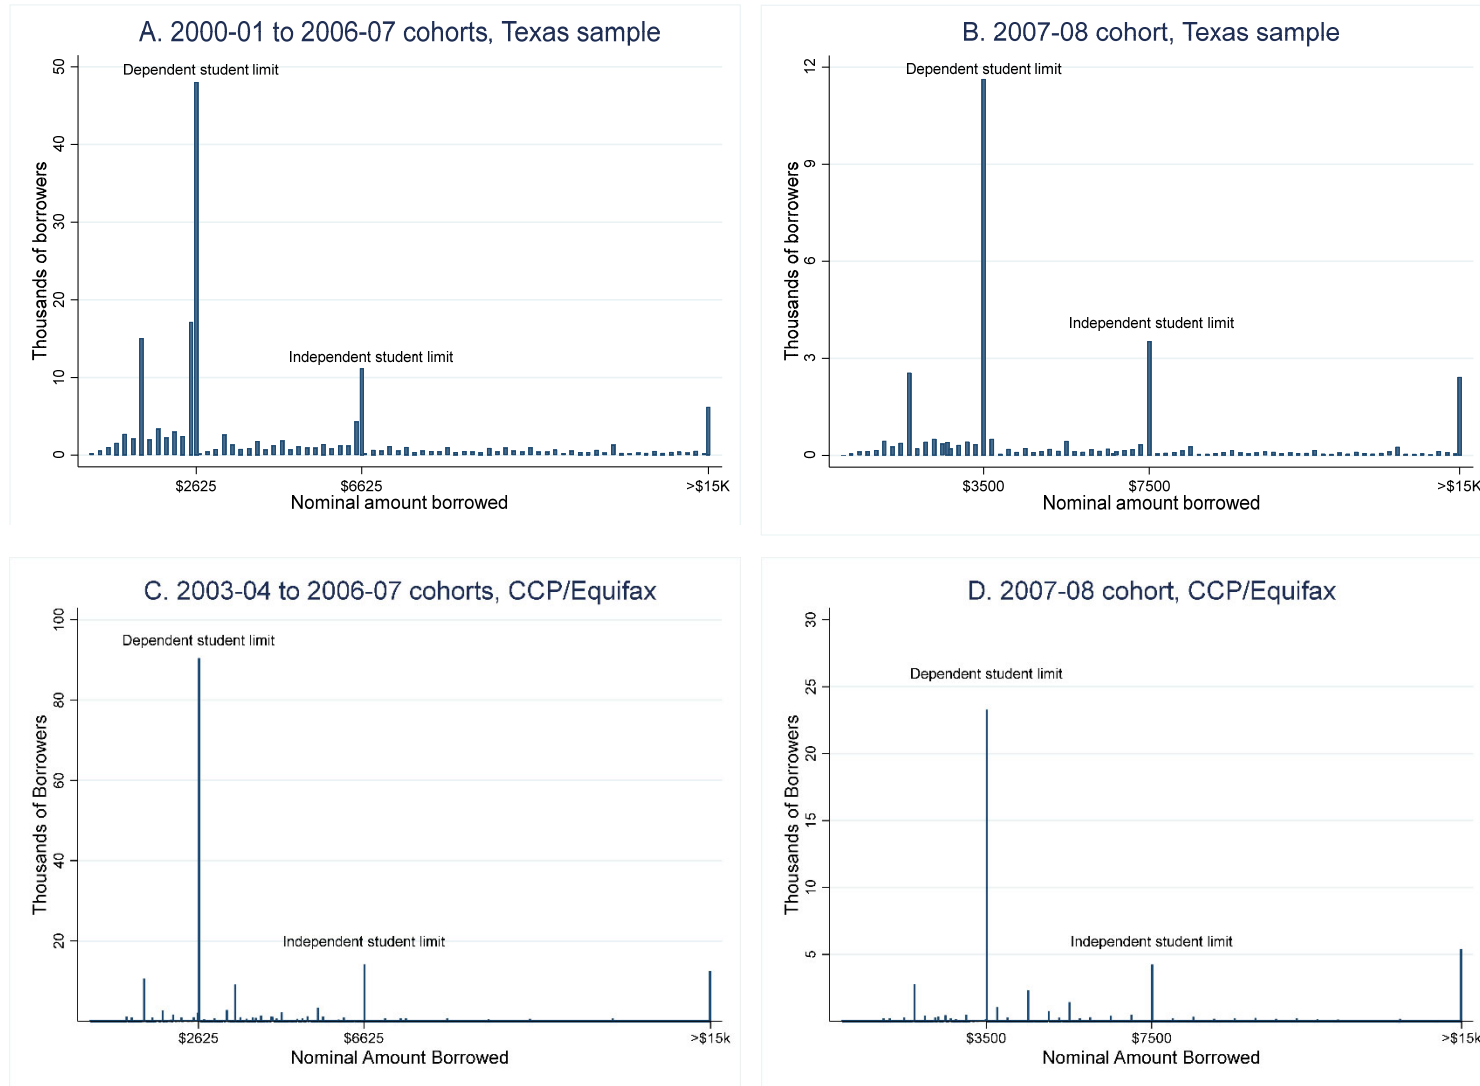 A. 2000-01 to 2006-07 cohorts, Texas sample
Dependent student limit
Independent student limit
Thousands of borrowers
50
40
30
20
10
0
$2625
$6625
>$15K
Nominal amount borrowed
B. 2007-08 cohort, Texas sample
Dependent student limit
Independent student limit
Thousands of borrowers
12
9
6
3
0
$3500
$7500
>$15K
Nominal amount borrowed
C. 2003-04 to 2006-07 cohorts, CCP/Equifax
Dependent student limit
Independent student limit
Thousands of Borrowers
100
80
60
40
20
$2625
$6625
>$15k
Nominal Amount Borrowed
D. 2007-08 cohort, CCP/Equifax
Dependent student limit
Independent student limit
Thousands of Borrowers
30
25
20
15
10
5
$3500
$7500
>$15k
Nominal Amount Borrowed